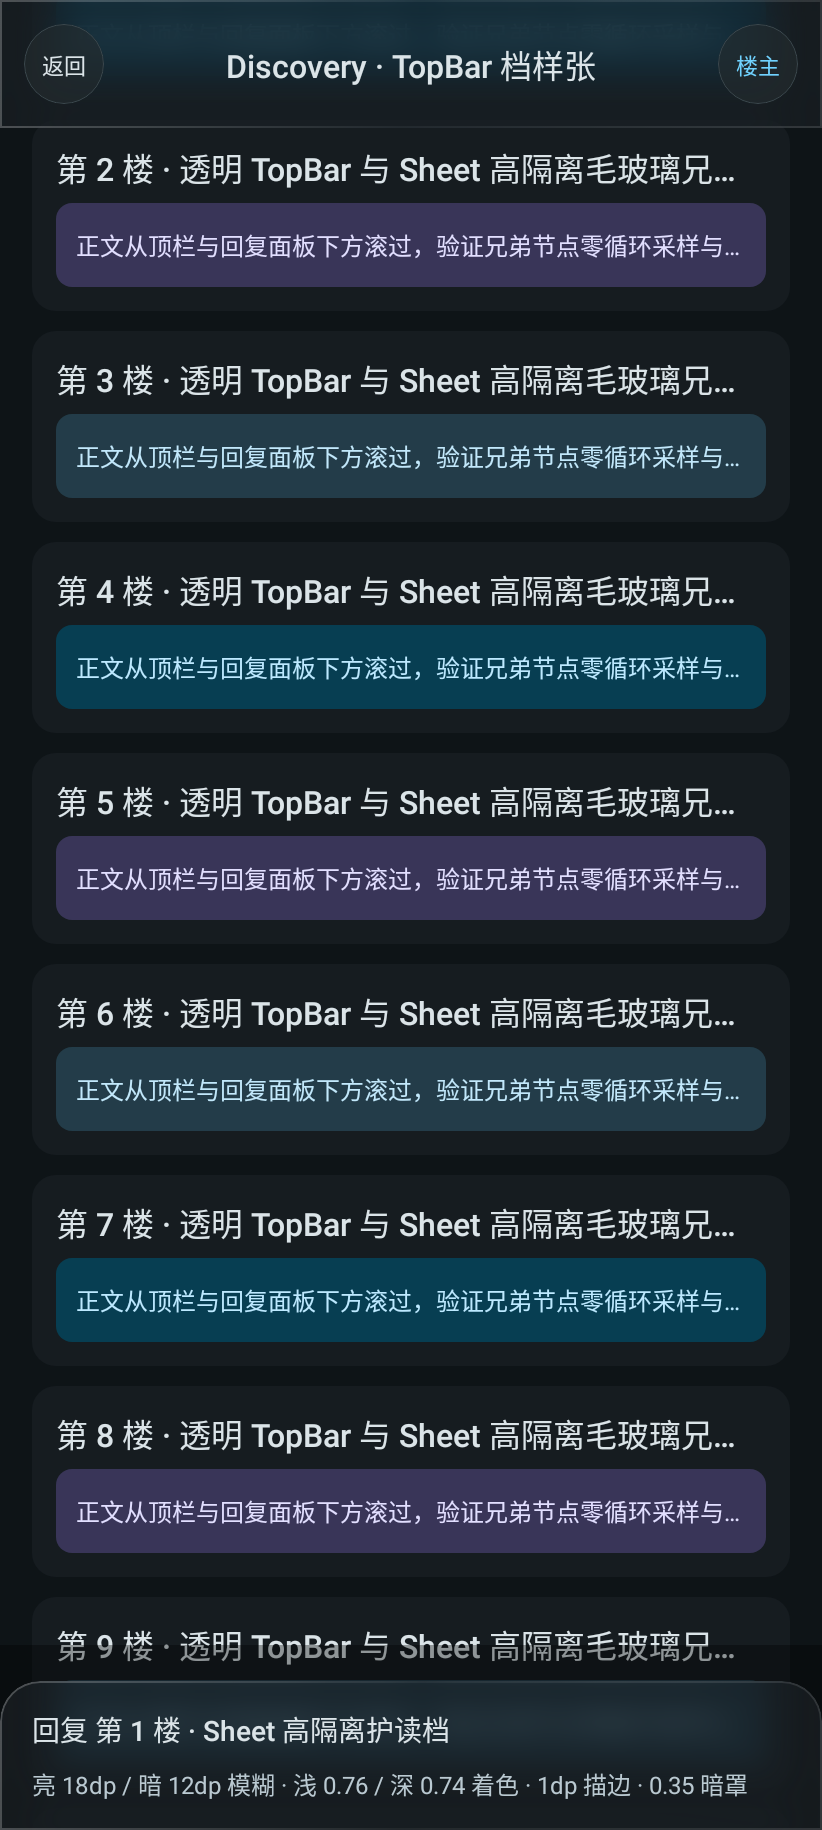 返回
Discovery · TopBar 档样张
楼主
第 2 楼 · 透明 TopBar 与 Sheet 高隔离毛玻璃兄…
正文从顶栏与回复面板下方滚过，验证兄弟节点零循环采样与…
第 3 楼 · 透明 TopBar 与 Sheet 高隔离毛玻璃兄…
正文从顶栏与回复面板下方滚过，验证兄弟节点零循环采样与…
第 4 楼 · 透明 TopBar 与 Sheet 高隔离毛玻璃兄…
正文从顶栏与回复面板下方滚过，验证兄弟节点零循环采样与…
第 5 楼 · 透明 TopBar 与 Sheet 高隔离毛玻璃兄…
正文从顶栏与回复面板下方滚过，验证兄弟节点零循环采样与…
第 6 楼 · 透明 TopBar 与 Sheet 高隔离毛玻璃兄…
正文从顶栏与回复面板下方滚过，验证兄弟节点零循环采样与…
第 7 楼 · 透明 TopBar 与 Sheet 高隔离毛玻璃兄…
正文从顶栏与回复面板下方滚过，验证兄弟节点零循环采样与…
第 8 楼 · 透明 TopBar 与 Sheet 高隔离毛玻璃兄…
正文从顶栏与回复面板下方滚过，验证兄弟节点零循环采样与…
第 9 楼 · 透明 TopBar 与 Sheet 高隔离毛玻璃兄…
回复 第 1 楼 · Sheet 高隔离护读档
亮 18dp / 暗 12dp 模糊 · 浅 0.76 / 深 0.74 着色 · 1dp 描边 · 0.35 暗罩